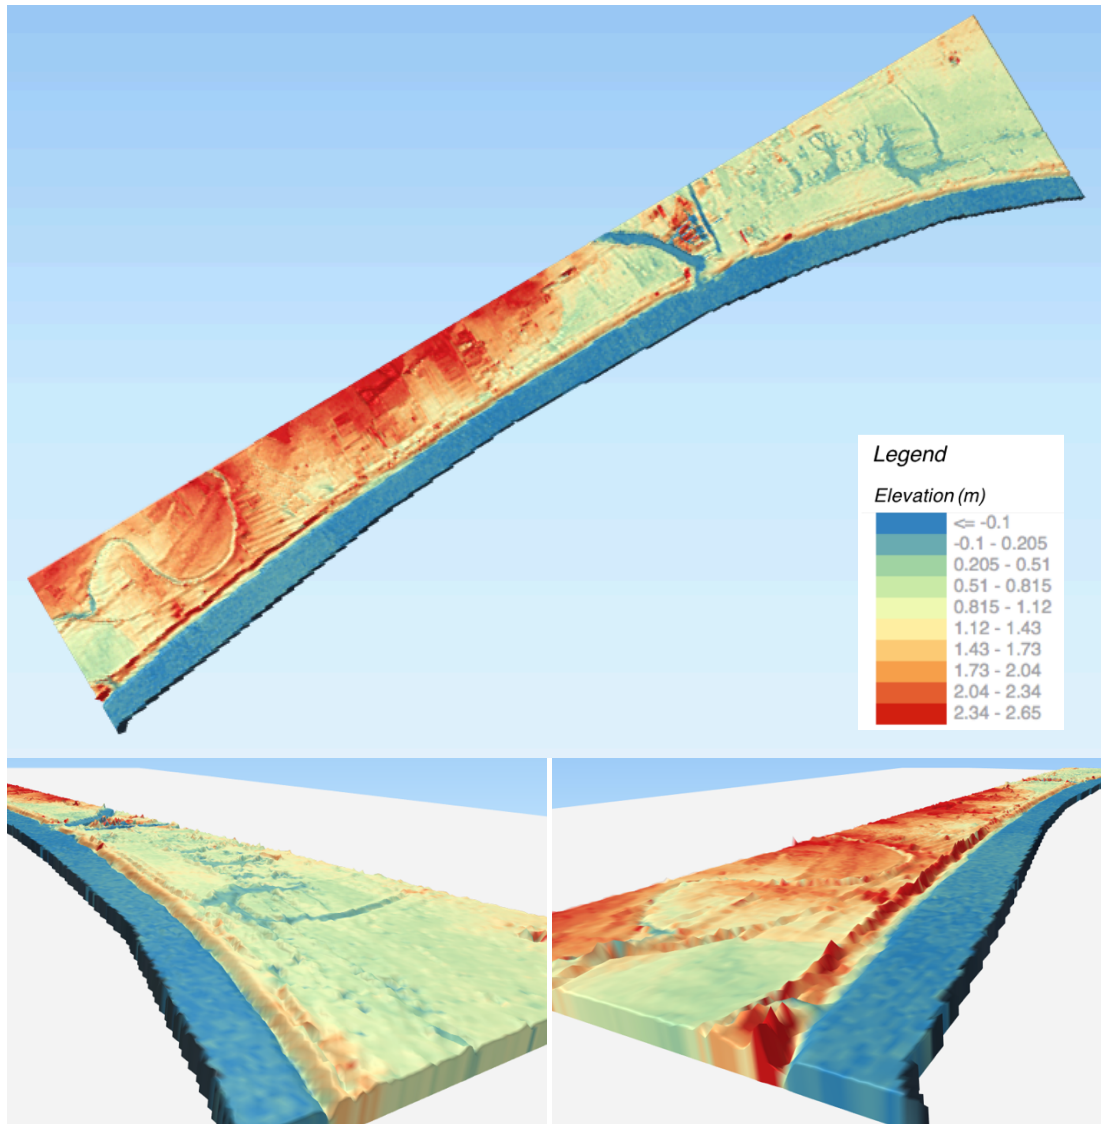 Legend
Elevation (m)
<= -0.1
-0.1 - 0.205
0.205 - 0.51
0.51 - 0.815
0.815 - 1.12
1.12 - 1.43
1.43 - 1.73
1.73 - 2.04
2.04 - 2.34
2.34 - 2.65